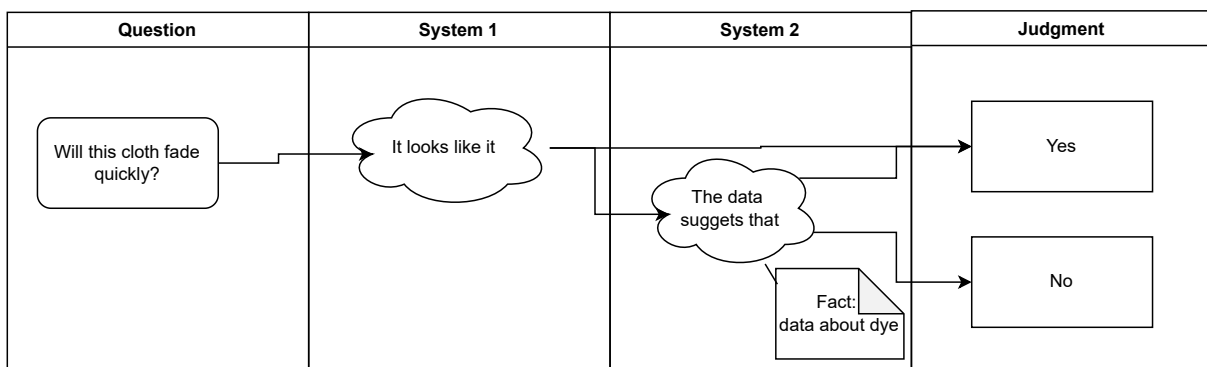 Question
System 1
System 2
Judgment
Will this cloth fade
quickly?
It looks like it
The data
suggets that
Fact:
data about dye
Yes
No